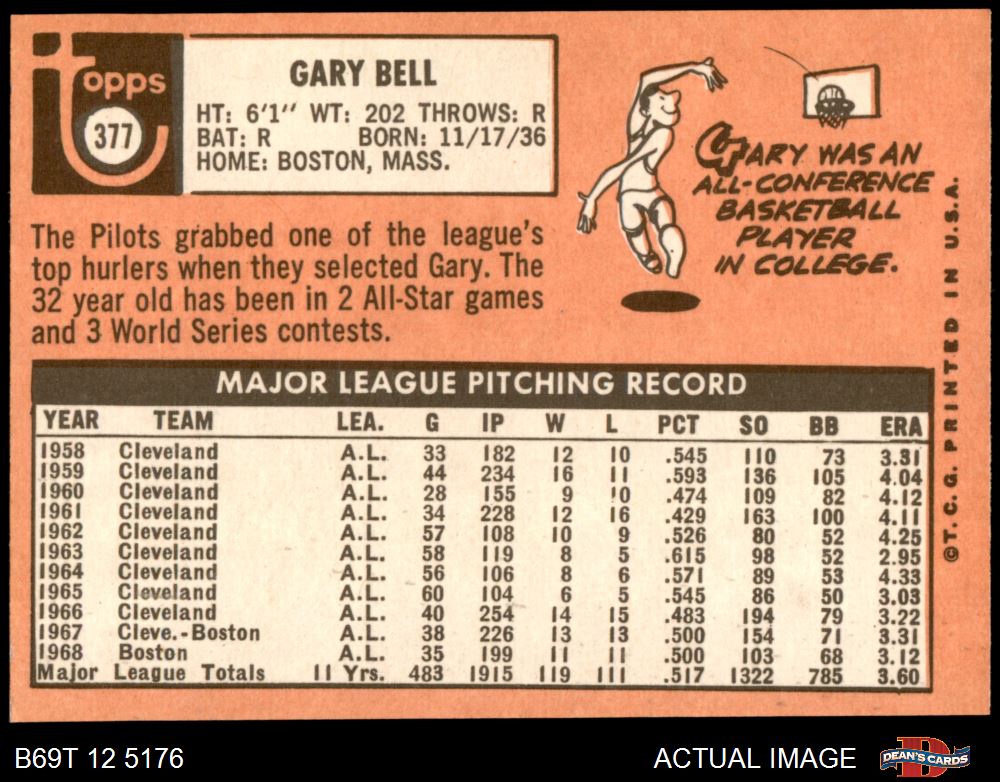 Topps
377
GARY BELL
HT: 6'1" WT: 202 THROWS: R
BAT: R BORN: 11/17/36
HOME: BOSTON, MASS.
GARY WAS AN
ALL-CONFERENCE
BASKETBALL
PLAYER
IN COLLEGE.
The Pilots grabbed one of the league's
top hurlers when they selected Gary. The
32 year old has been in 2 All-Star games
and 3 World Series contests.
MAJOR LEAGUE PITCHING RECORD
YEAR TEAM LEA. G IP W L PCT SO BB ERA
1958 Cleveland A.L. 33 182 12 10 .545 110 73 3.31
1959 Cleveland A.L. 44 234 16 11 .593 136 105 4.04
1960 Cleveland A.L. 28 155 9 10 .474 109 82 4.12
1961 Cleveland A.L. 34 228 12 16 .429 163 100 4.11
1962 Cleveland A.L. 57 108 10 9 .526 80 52 4.25
1963 Cleveland A.L. 58 119 8 5 .615 98 52 2.95
1964 Cleveland A.L. 56 106 8 6 .571 89 53 4.33
1965 Cleveland A.L. 60 104 6 5 .545 86 50 3.03
1966 Cleveland A.L. 40 254 14 15 .483 194 79 3.22
1967 Cleve.-Boston A.L. 38 226 13 13 .500 154 71 3.31
1968 Boston A.L. 35 199 11 11 .500 103 68 3.12
Major League Totals 11 Yrs. 483 1915 119 111 .517 1322 785 3.60
©T.C.G. PRINTED IN U.S.A.
B69T 12 5176
ACTUAL IMAGE
DEAN'S CARDS